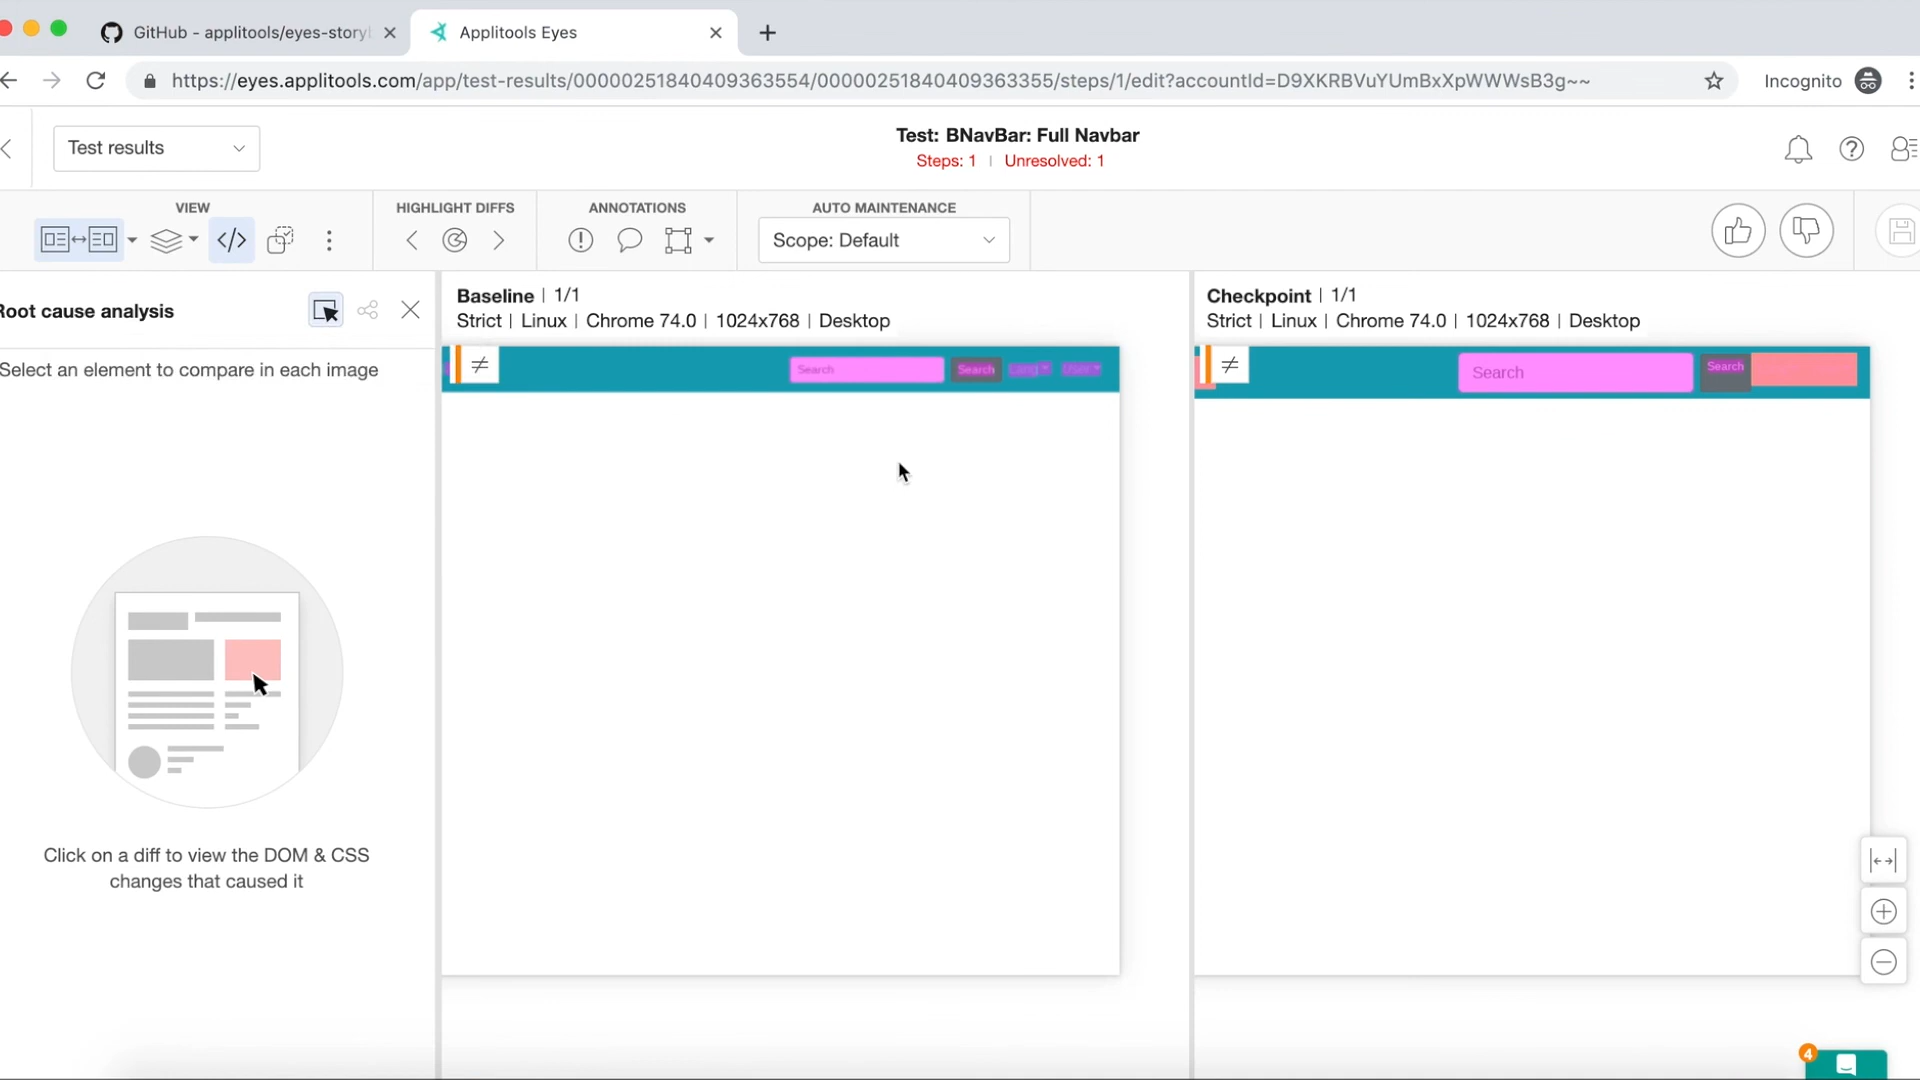 GitHub - applitools/eyes-story
Applitools Eyes
https://eyes.applitools.com/app/test-results/00000251840409363554/00000251840409363355/steps/1/edit?accountId=D9XKRBVuYUmBxXpWWWsB3g~~
Incognito
Test results
Test: BNavBar: Full Navbar
Steps: 1 | Unresolved: 1
VIEW
HIGHLIGHT DIFFS
ANNOTATIONS
AUTO MAINTENANCE
Scope: Default
Root cause analysis
Select an element to compare in each image
Click on a diff to view the DOM & CSS
changes that caused it
Baseline | 1/1
Strict | Linux | Chrome 74.0 | 1024x768 | Desktop
Search
Search
Lang
User
Checkpoint | 1/1
Strict | Linux | Chrome 74.0 | 1024x768 | Desktop
Search
Search
4